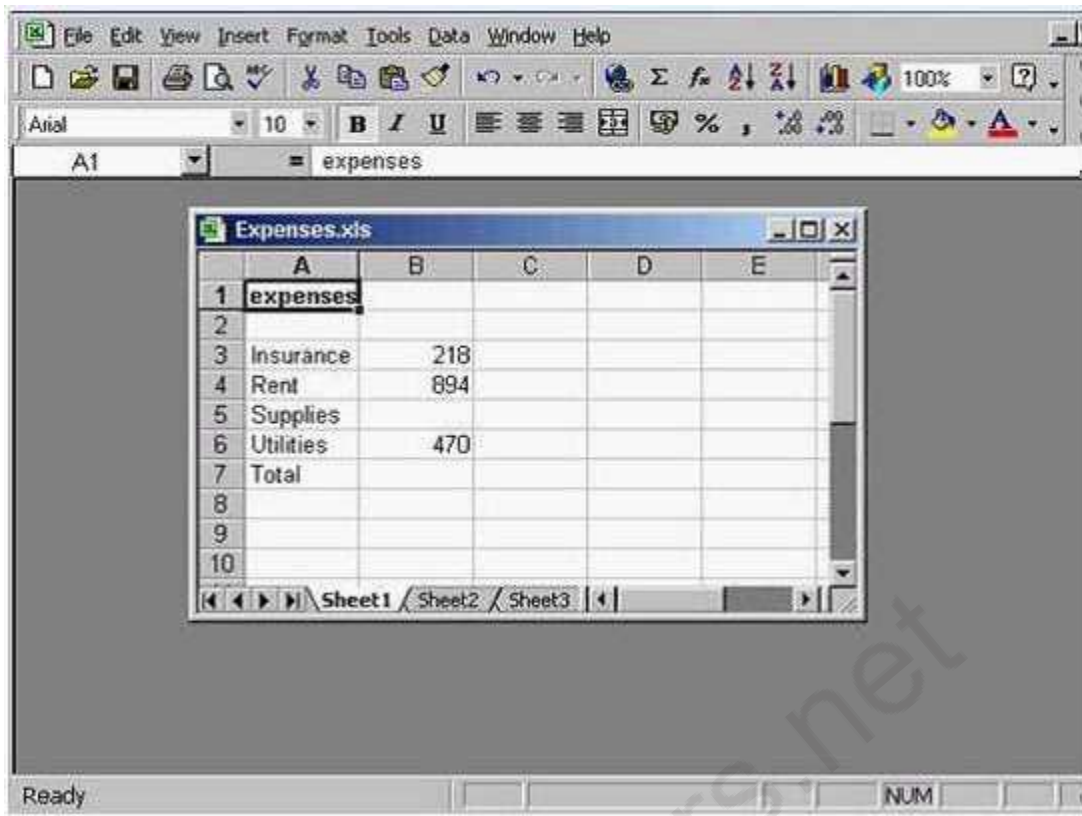 File Edit View Insert Format Tools Data Window Help
100%
Arial 10 B I U % ,
A1 = expenses
Expenses.xls
A B C D E
1 expenses
2
3 Insurance 218
4 Rent 894
5 Supplies
6 Utilities 470
7 Total
8
9
10
Sheet1 Sheet2 Sheet3
Ready NUM
rs.net